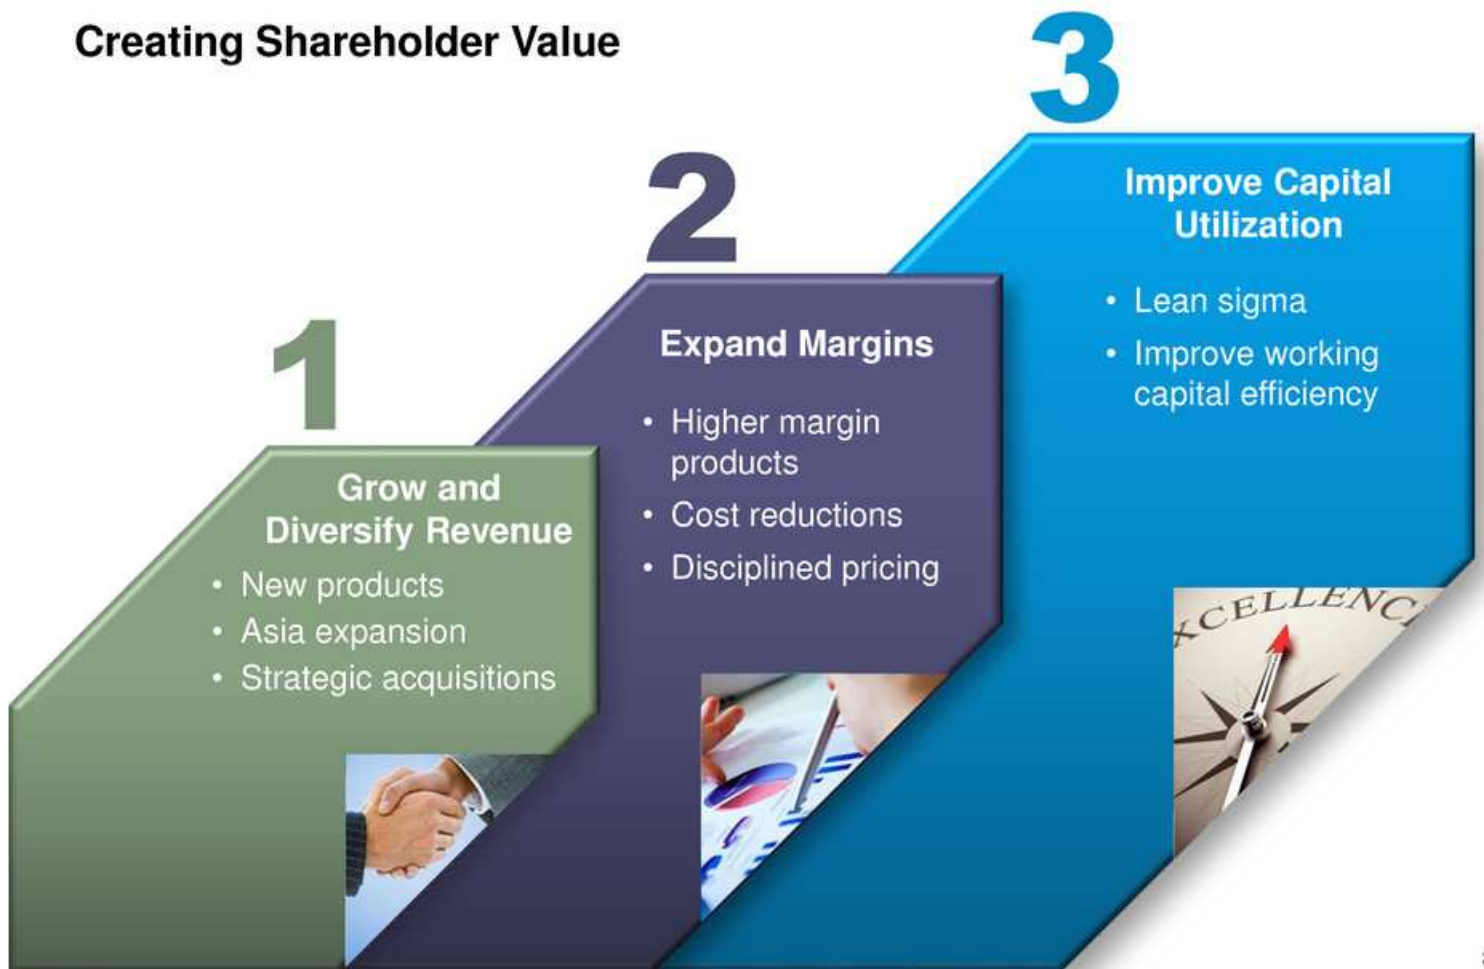 Creating Shareholder Value
1
Grow and
Diversify Revenue
• New products
• Asia expansion
• Strategic acquisitions
2
Expand Margins
• Higher margin
products
• Cost reductions
• Disciplined pricing
3
Improve Capital
Utilization
• Lean sigma
• Improve working
capital efficiency
XCELLENC